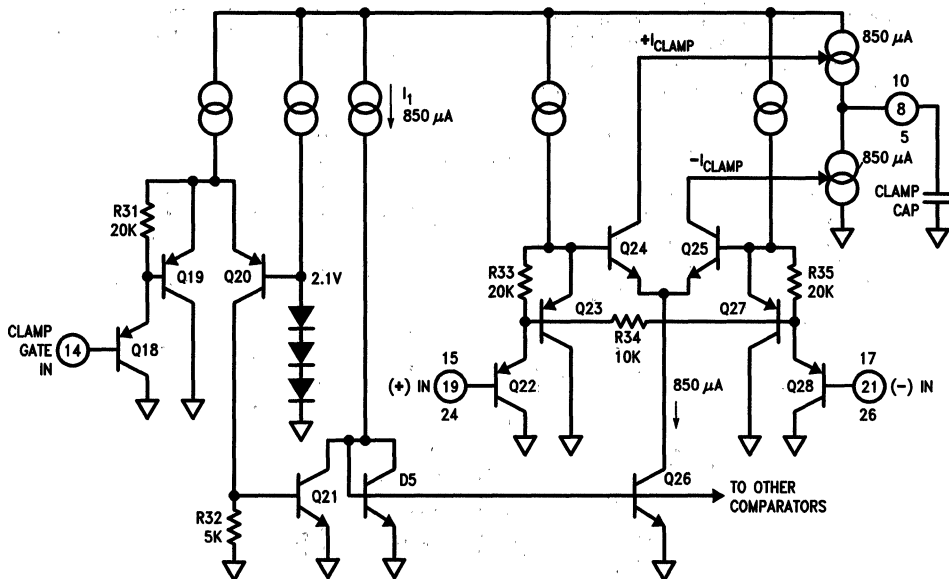 +I CLAMP
850 μA
10
8
5
I1
850 μA
-I CLAMP
850 μA
CLAMP
CAP
R31
20K
Q19
Q20
2.1V
Q24
Q25
R33
20K
Q23
R34
10K
Q27
R35
20K
CLAMP
GATE
IN
14
Q18
15
(+) IN
19
24
Q22
850 μA
Q28
17
21
(-) IN
26
Q21
D5
Q26
TO OTHER
COMPARATORS
R32
5K